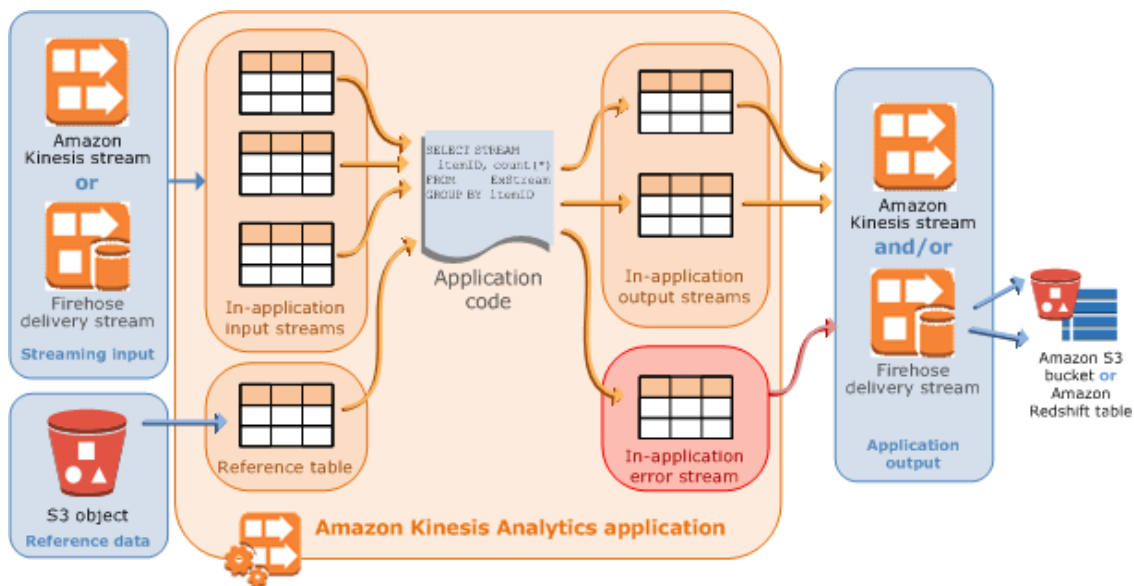 Amazon
Kinesis stream
or
Firehose
delivery stream
Streaming input
S3 object
Reference data
In-application
input streams
Reference table
SELECT STREAM
itemID, count(*)
FROM ExStream
GROUP BY itemID
Application
code
In-application
output streams
In-application
error stream
Amazon Kinesis Analytics application
Amazon
Kinesis stream
and/or
Firehose
delivery stream
Application
output
Amazon S3
bucket or
Amazon
Redshift table